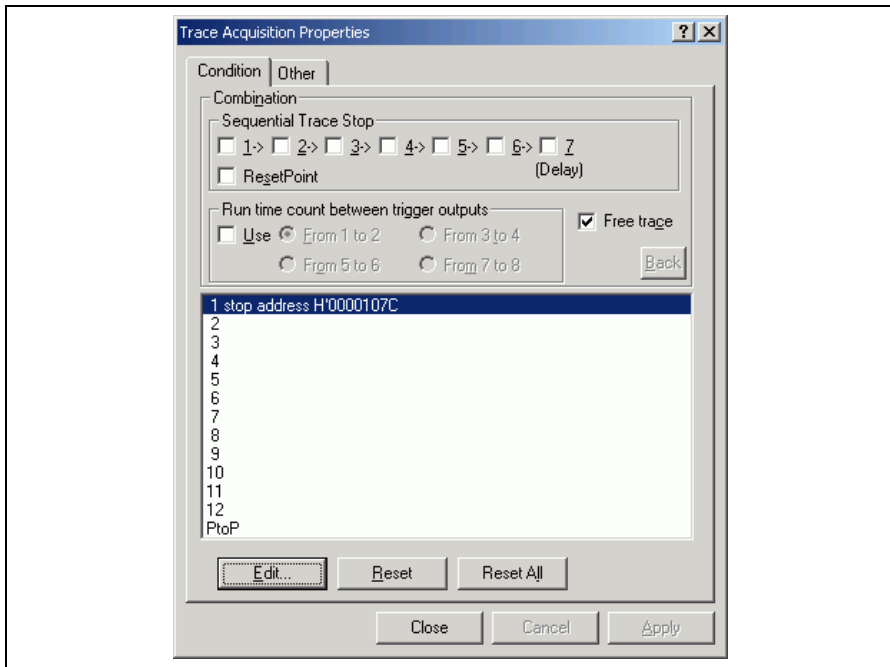 Trace Acquisition Properties
Condition Other
Combination
Sequential Trace Stop
1-> 2-> 3-> 4-> 5-> 6-> 7
(Delay)
ResetPoint
Run time count between trigger outputs
Use From 1 to 2 From 3 to 4
From 5 to 6 From 7 to 8
Free trace
Back
1 stop address H'0000107C
2
3
4
5
6
7
8
9
10
11
12
PtoP
Edit... Reset Reset All
Close Cancel Apply